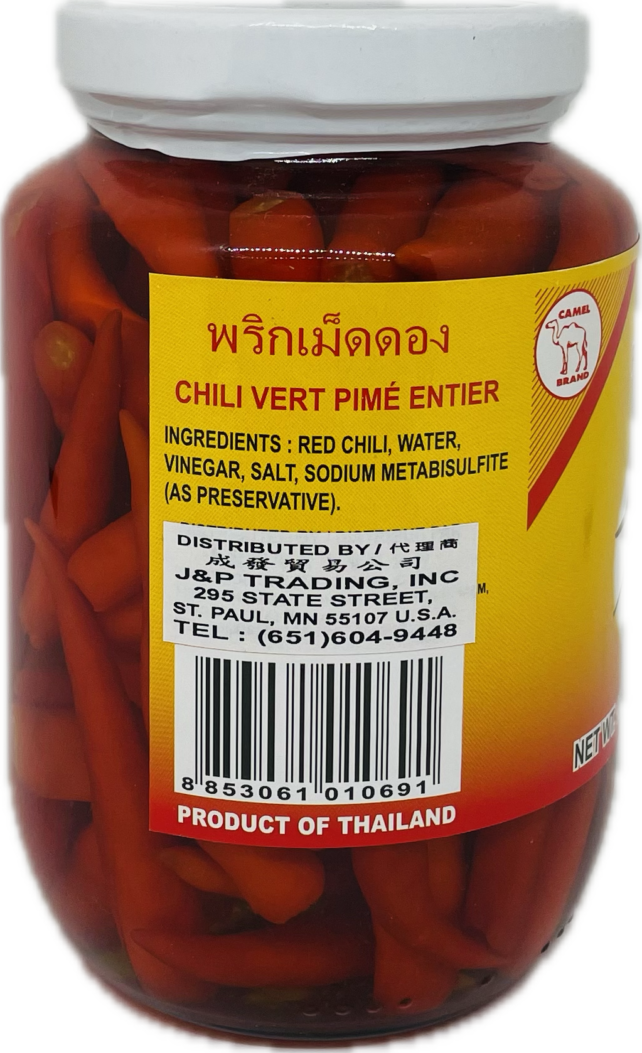 พริกเม็ดดอง
CHILI VERT PIMÉ ENTIER
INGREDIENTS : RED CHILI, WATER,
VINEGAR, SALT, SODIUM METABISULFITE
(AS PRESERVATIVE).
DISTRIBUTED BY / 代理商
成發貿易公司
J&P TRADING, INC
295 STATE STREET,
ST. PAUL, MN 55107 U.S.A.
TEL : (651)604-9448
8 853061 010691
PRODUCT OF THAILAND
CAMEL
BRAND
NET